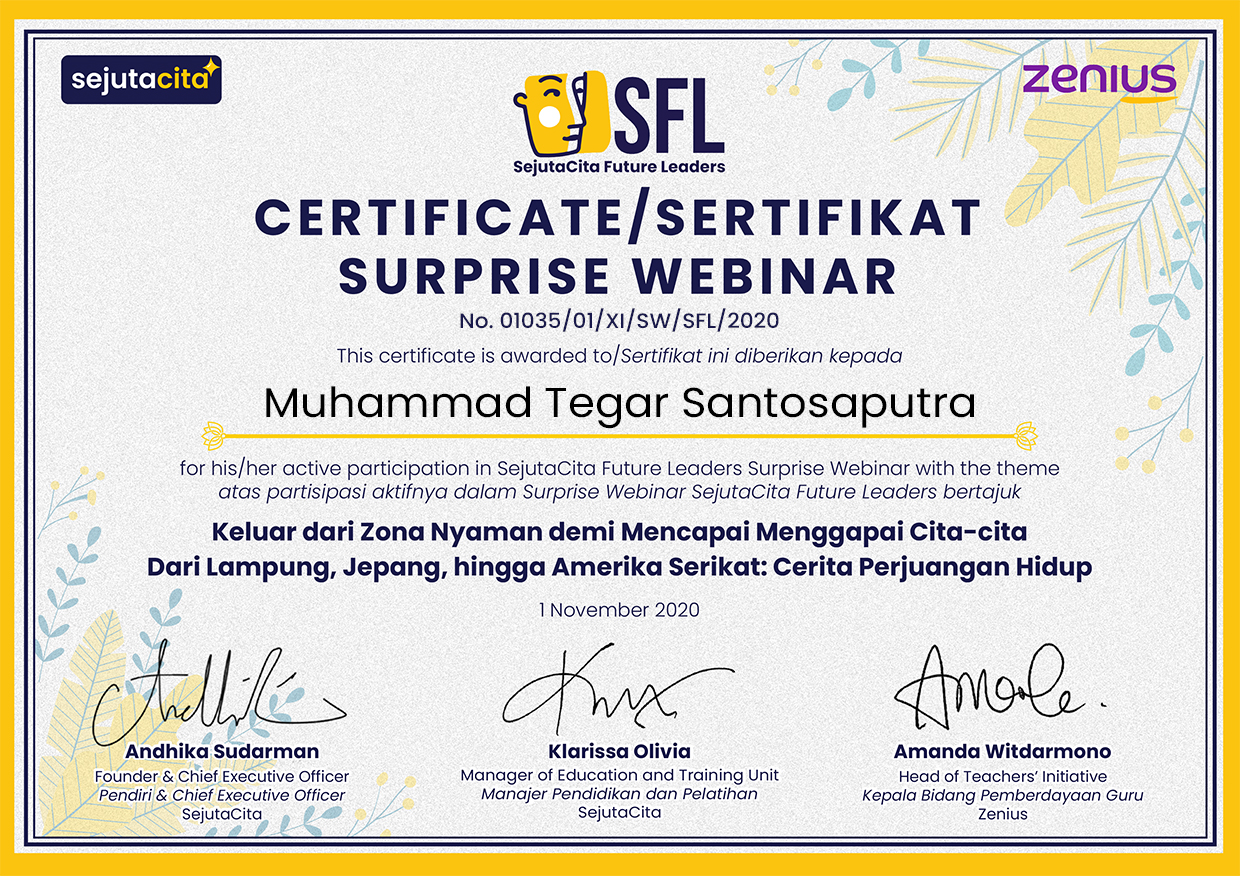 sejutacita
zenius
SFL
SejutaCita Future Leaders
CERTIFICATE/SERTIFIKAT
SURPRISE WEBINAR
No. 01035/01/XI/SW/SFL/2020
This certificate is awarded to/Sertifikat ini diberikan kepada
Muhammad Tegar Santosaputra
for his/her active participation in SejutaCita Future Leaders Surprise Webinar with the theme
atas partisipasi aktifnya dalam Surprise Webinar SejutaCita Future Leaders bertajuk
Keluar dari Zona Nyaman demi Mencapai Menggapai Cita-cita
Dari Lampung, Jepang, hingga Amerika Serikat: Cerita Perjuangan Hidup
1 November 2020
Andhika Sudarman
Founder & Chief Executive Officer
Pendiri & Chief Executive Officer
SejutaCita
Klarissa Olivia
Manager of Education and Training Unit
Manajer Pendidikan dan Pelatihan
SejutaCita
Amanda Witdarmono
Head of Teachers' Initiative
Kepala Bidang Pemberdayaan Guru
Zenius